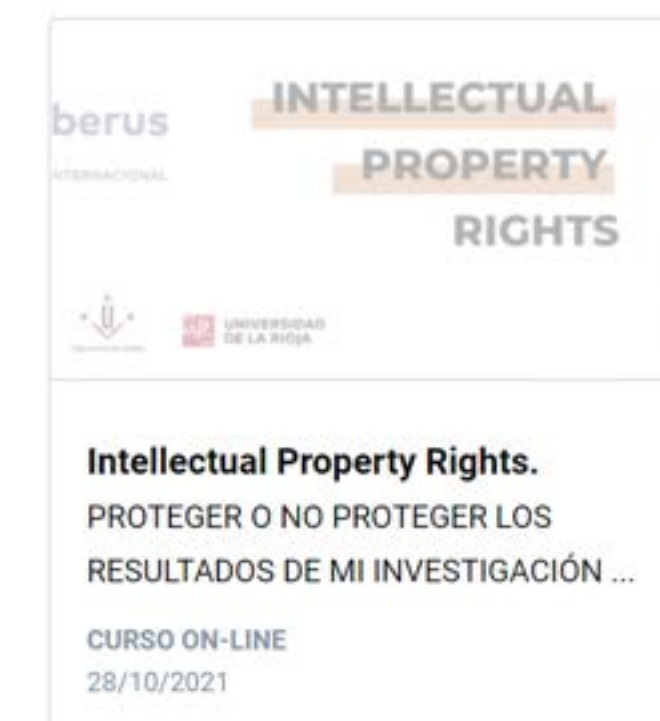 INTELLECTUAL
PROPERTY
RIGHTS
berus
INTERNACIONAL
UNIVERSIDAD
DE LA RIOJA
Intellectual Property Rights.
PROTEGER O NO PROTEGER LOS
RESULTADOS DE MI INVESTIGACIÓN ...
CURSO ON-LINE
28/10/2021